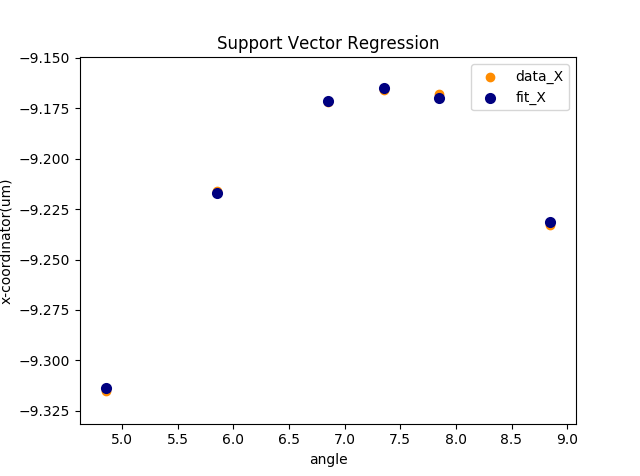 Support Vector Regression
data_X
fit_X
−9.150
−9.175
−9.200
−9.225
−9.250
−9.275
−9.300
−9.325
x-coordinator(um)
5.0 5.5 6.0 6.5 7.0 7.5 8.0 8.5 9.0
angle